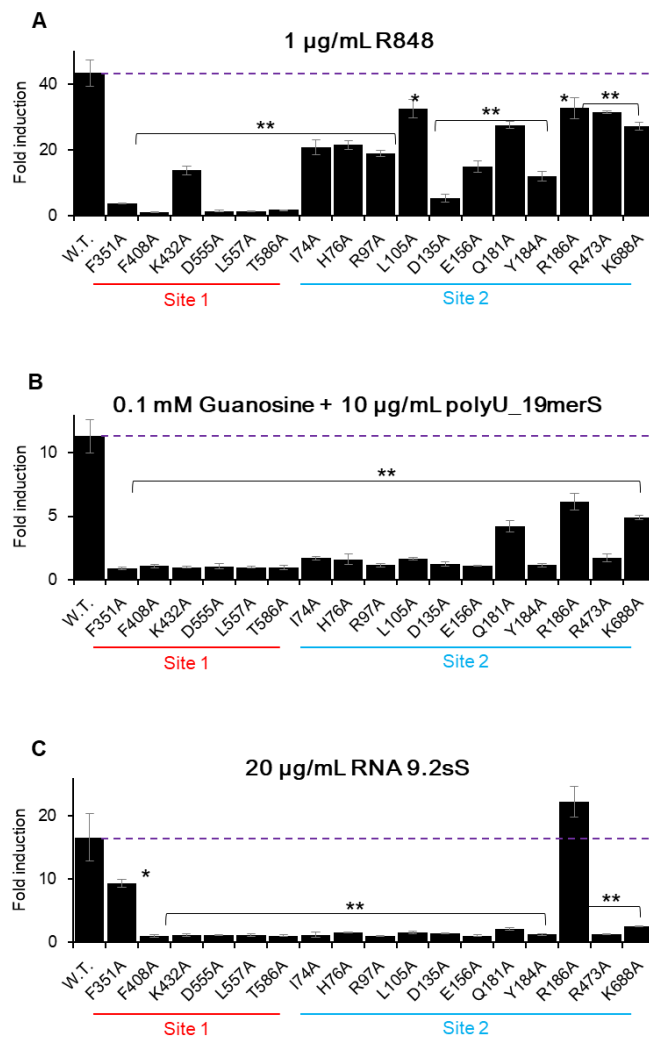 A
1 µg/mL R848
Fold induction
40
20
0
**
*
**
*
**
W.T.
F351A
F408A
K432A
D555A
L557A
T586A
I74A
H76A
R97A
L105A
D135A
E156A
Q181A
Y184A
R186A
R473A
K688A
Site 1
Site 2
B
0.1 mM Guanosine + 10 µg/mL polyU_19merS
Fold induction
10
5
0
**
W.T.
F351A
F408A
K432A
D555A
L557A
T586A
I74A
H76A
R97A
L105A
D135A
E156A
Q181A
Y184A
R186A
R473A
K688A
Site 1
Site 2
C
20 µg/mL RNA 9.2sS
Fold induction
20
10
0
*
**
**
W.T.
F351A
F408A
K432A
D555A
L557A
T586A
I74A
H76A
R97A
L105A
D135A
E156A
Q181A
Y184A
R186A
R473A
K688A
Site 1
Site 2